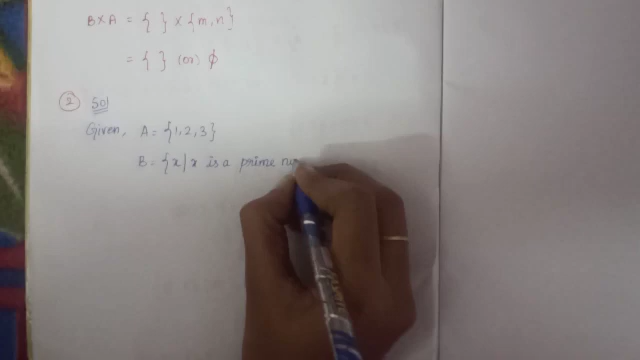 B×A = { } × {m, n}
= { } (or) φ
② Sol
Given, A = {1, 2, 3}
B = {x | x is a prime